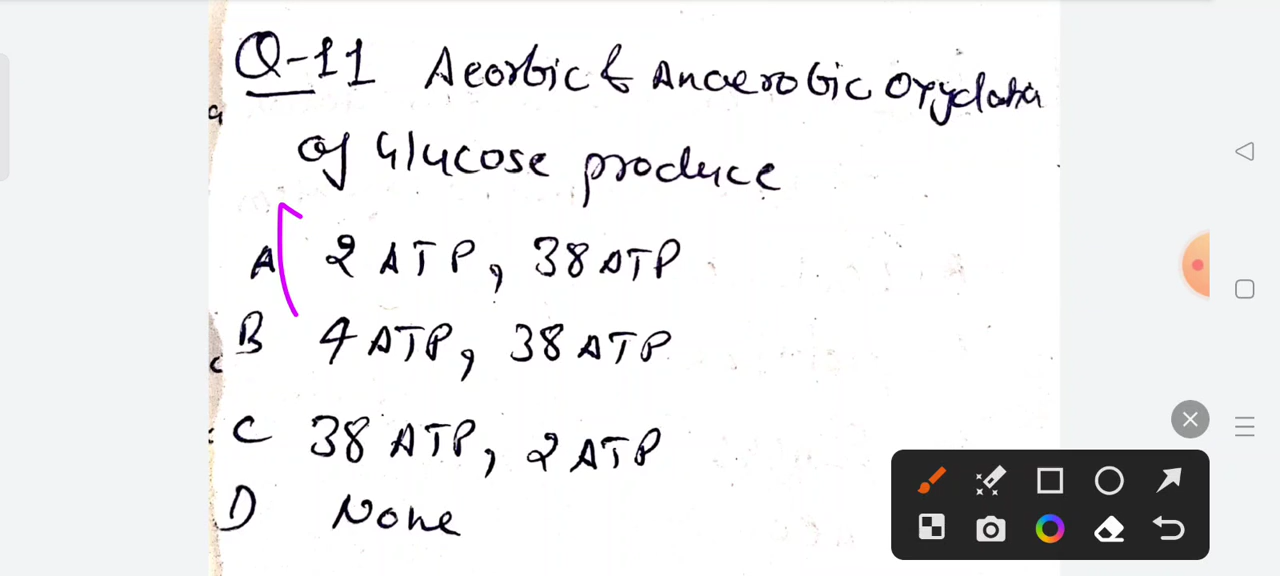 Q-11 Aeorbic & Anaerobic oxydation
of Glucose produce
A 2 ATP, 38 ATP
B 4 ATP, 38 ATP
C 38 ATP, 2 ATP
D None